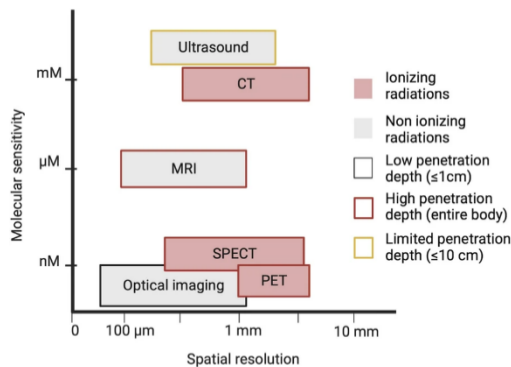 Ultrasound
mM
CT
Molecular sensitivity
μM
MRI
SPECT
nM
Optical imaging
PET
0
100 μm
1 mm
10 mm
Spatial resolution
Ionizing
radiations
Non ionizing
radiations
Low penetration
depth (≤1cm)
High penetration
depth (entire body)
Limited penetration
depth (≤10 cm)